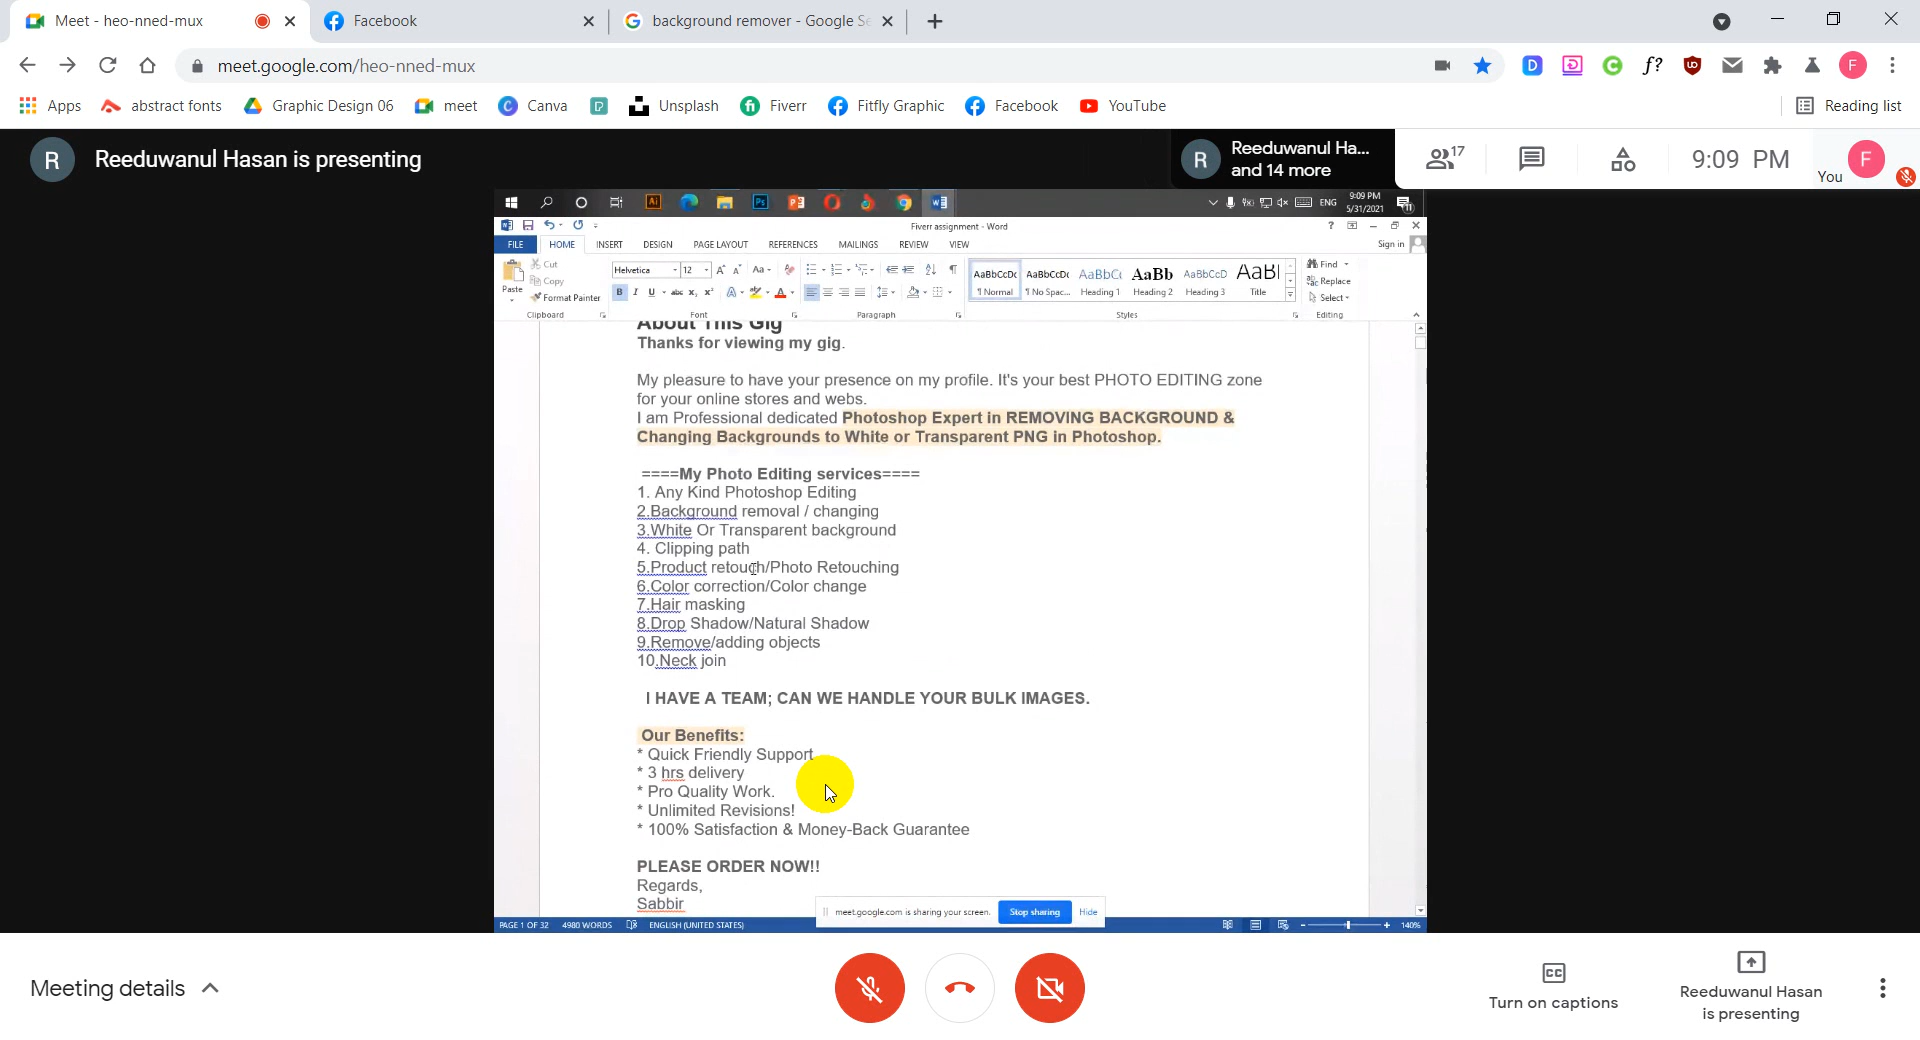 Meet - heo-nned-mux
Facebook
background remover - Google Se
meet.google.com/heo-nned-mux
Apps
abstract fonts
Graphic Design 06
meet
Canva
Unsplash
Fiverr
Fitfly Graphic
Facebook
YouTube
Reading list
R
Reeduwanul Hasan is presenting
R
Reeduwanul Ha...
and 14 more
17
9:09 PM
You
F
9:09 PM
ENG
5/31/2021
Fiverr assignment - Word
FILE
HOME
INSERT
DESIGN
PAGE LAYOUT
REFERENCES
MAILINGS
REVIEW
VIEW
Sign in
Paste
Cut
Copy
Format Painter
Clipboard
Helvetica
12
Font
Paragraph
AaBbCcDc
¶ Normal
AaBbCcDc
¶ No Spac...
AaBbCc
Heading 1
AaBb
Heading 2
AaBbCcD
Heading 3
AaBI
Title
Styles
Find
Replace
Select
Editing
About This Gig
Thanks for viewing my gig.
My pleasure to have your presence on my profile. It's your best PHOTO EDITING zone
for your online stores and webs.
I am Professional dedicated Photoshop Expert in REMOVING BACKGROUND &
Changing Backgrounds to White or Transparent PNG in Photoshop.
====My Photo Editing services====
1. Any Kind Photoshop Editing
2.Background removal / changing
3.White Or Transparent background
4. Clipping path
5.Product retouch/Photo Retouching
6.Color correction/Color change
7.Hair masking
8.Drop Shadow/Natural Shadow
9.Remove/adding objects
10.Neck join
I HAVE A TEAM; CAN WE HANDLE YOUR BULK IMAGES.
Our Benefits:
* Quick Friendly Support
* 3 hrs delivery
* Pro Quality Work.
* Unlimited Revisions!
* 100% Satisfaction & Money-Back Guarantee
PLEASE ORDER NOW!!
Regards,
Sabbir
meet.google.com is sharing your screen.
Stop sharing
Hide
PAGE 1 OF 32
4980 WORDS
ENGLISH (UNITED STATES)
140%
Meeting details
Turn on captions
Reeduwanul Hasan
is presenting